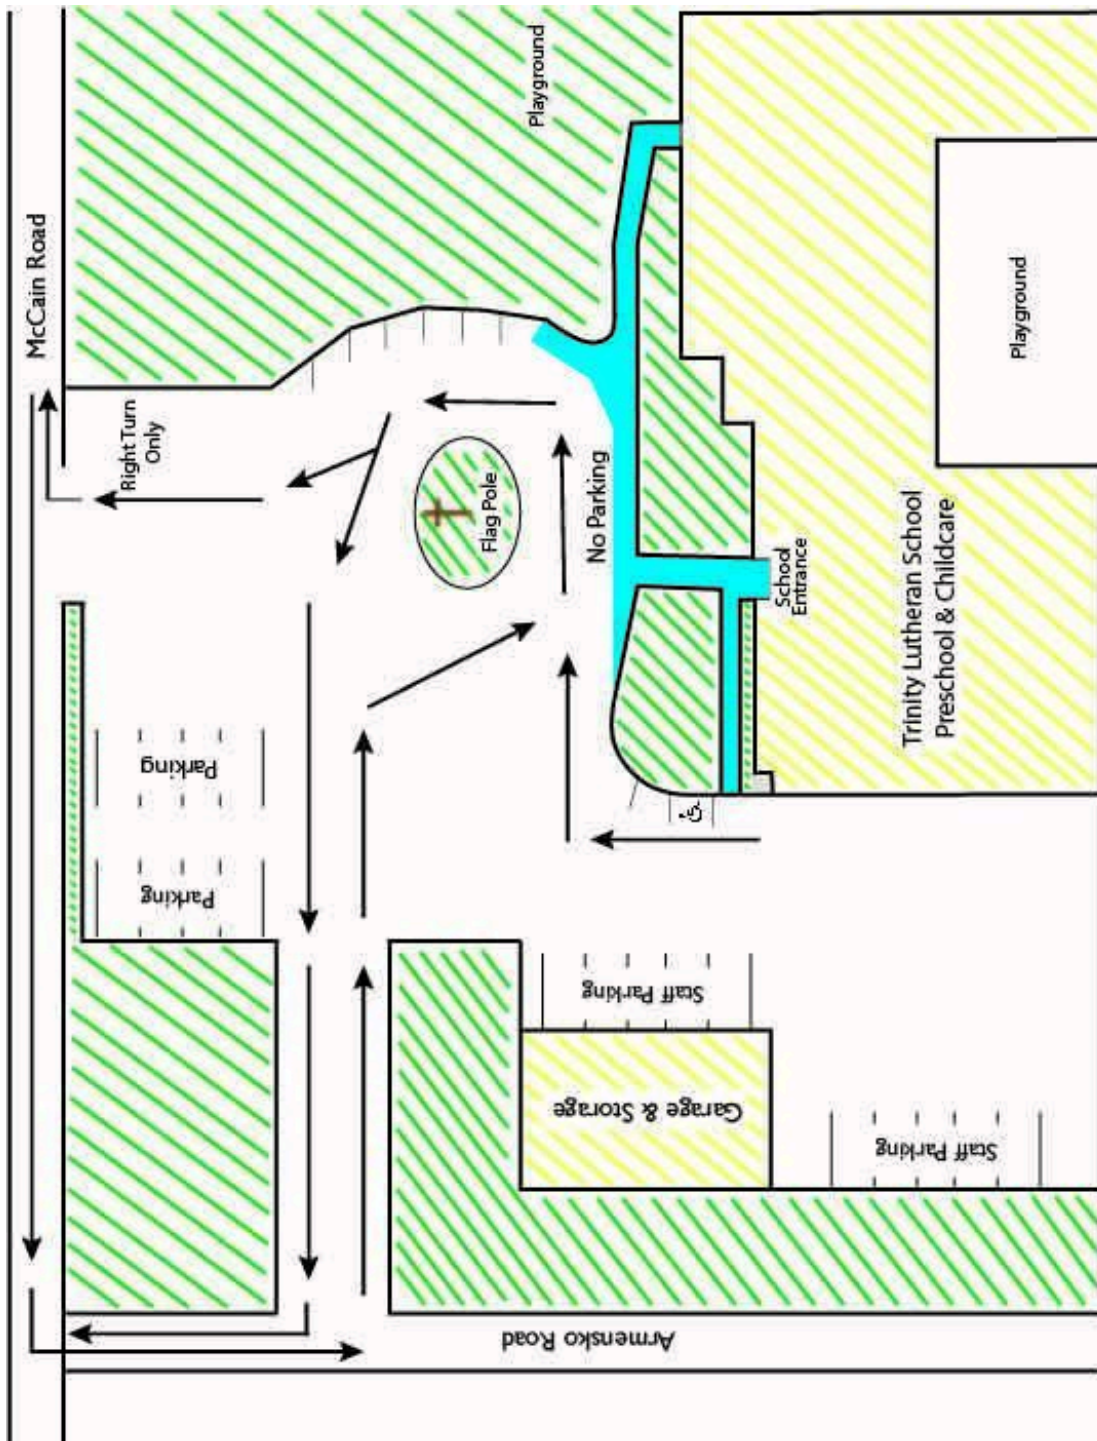 McCain Road
Playground
Right Turn
Only
Flag Pole
No Parking
School
Entrance
Playground
Trinity Lutheran School
Preschool & Childcare
Parking
Parking
Staff Parking
Garage & Storage
Staff Parking
Armensko Road